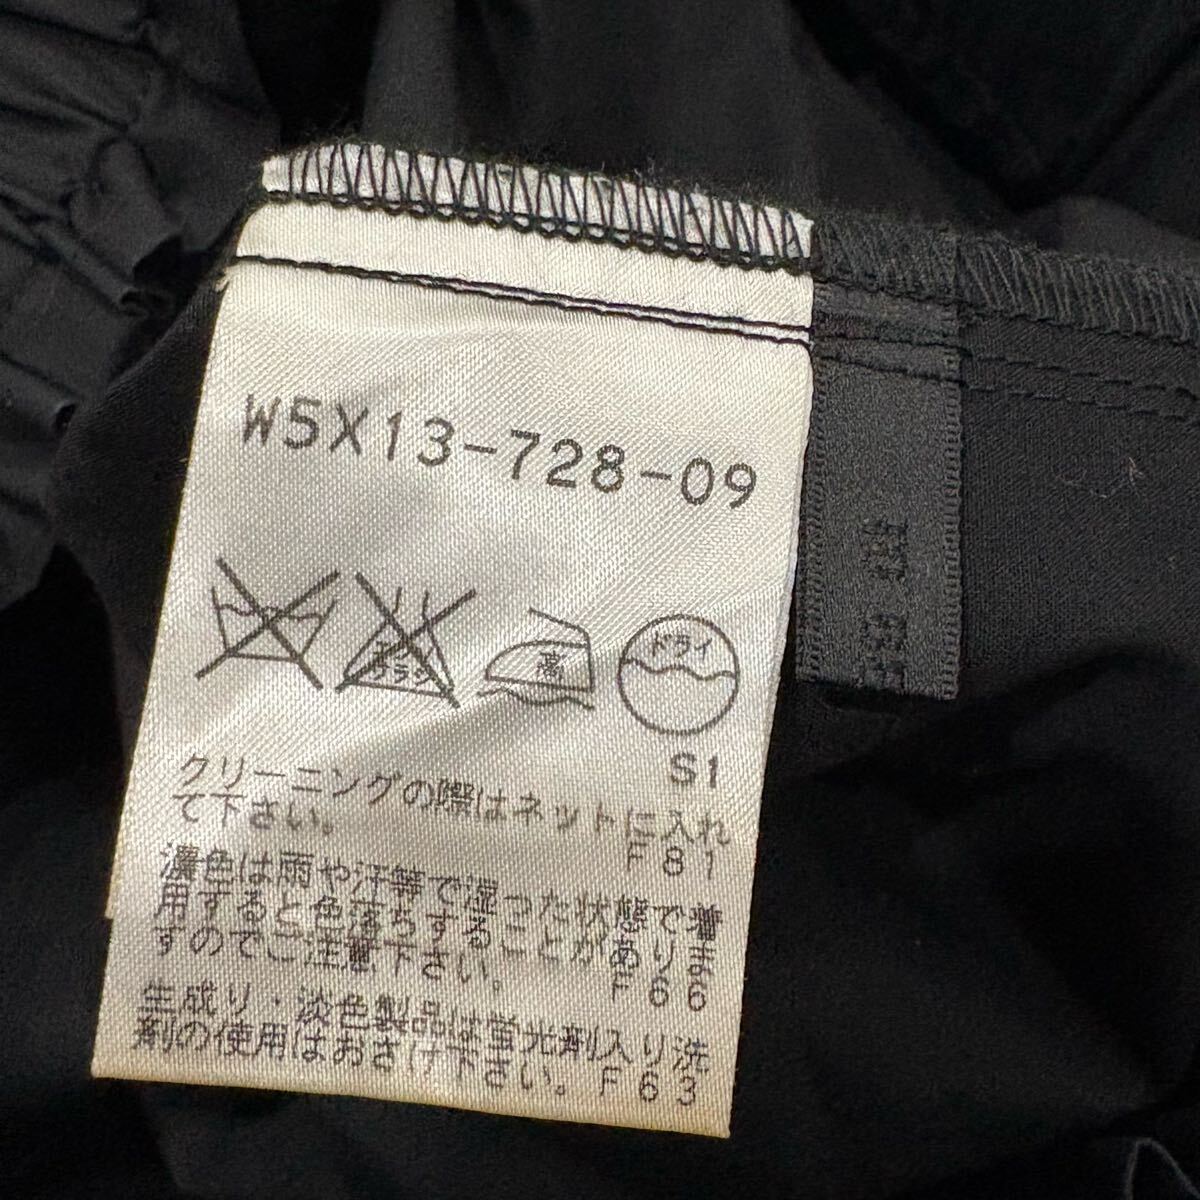 W5X13-728-09
エンソ
サラシ
高
ドライ
S1
クリーニングの際はネットに入れ
て下さい。 F81
濃色は雨や汗等で湿った状態で着
用すると色落ちすることがありま
すのでご注意下さい。 F66
生成り・淡色製品は蛍光剤入り洗
剤の使用はおさけ下さい。 F63